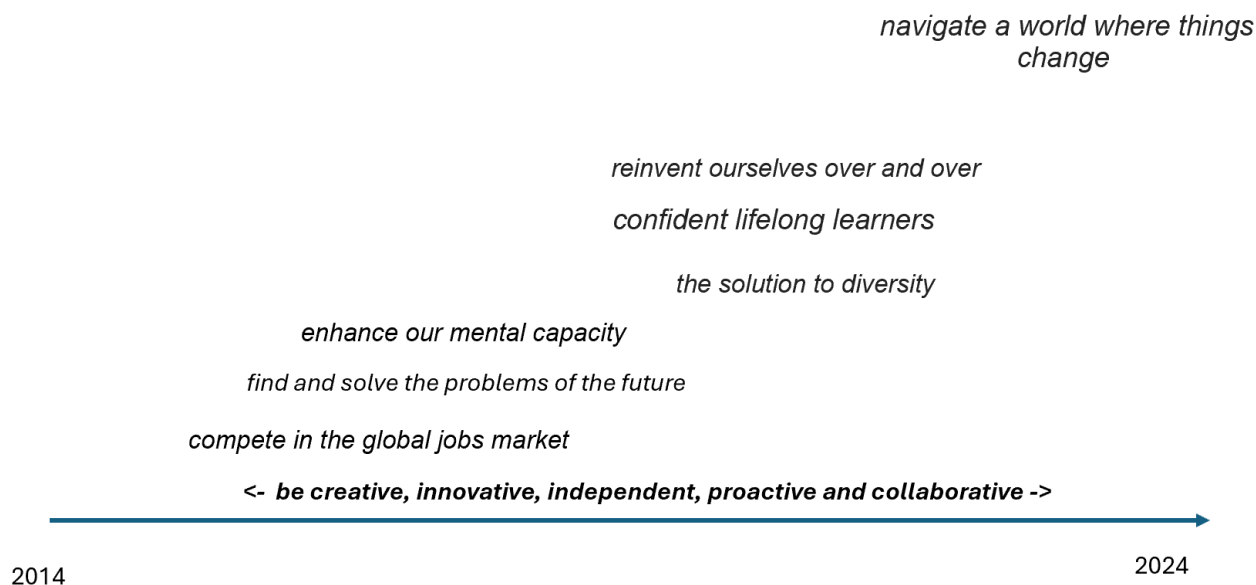 navigate a world where things
change
reinvent ourselves over and over
confident lifelong learners
the solution to diversity
enhance our mental capacity
find and solve the problems of the future
compete in the global jobs market
<- be creative, innovative, independent, proactive and collaborative ->
2014
2024